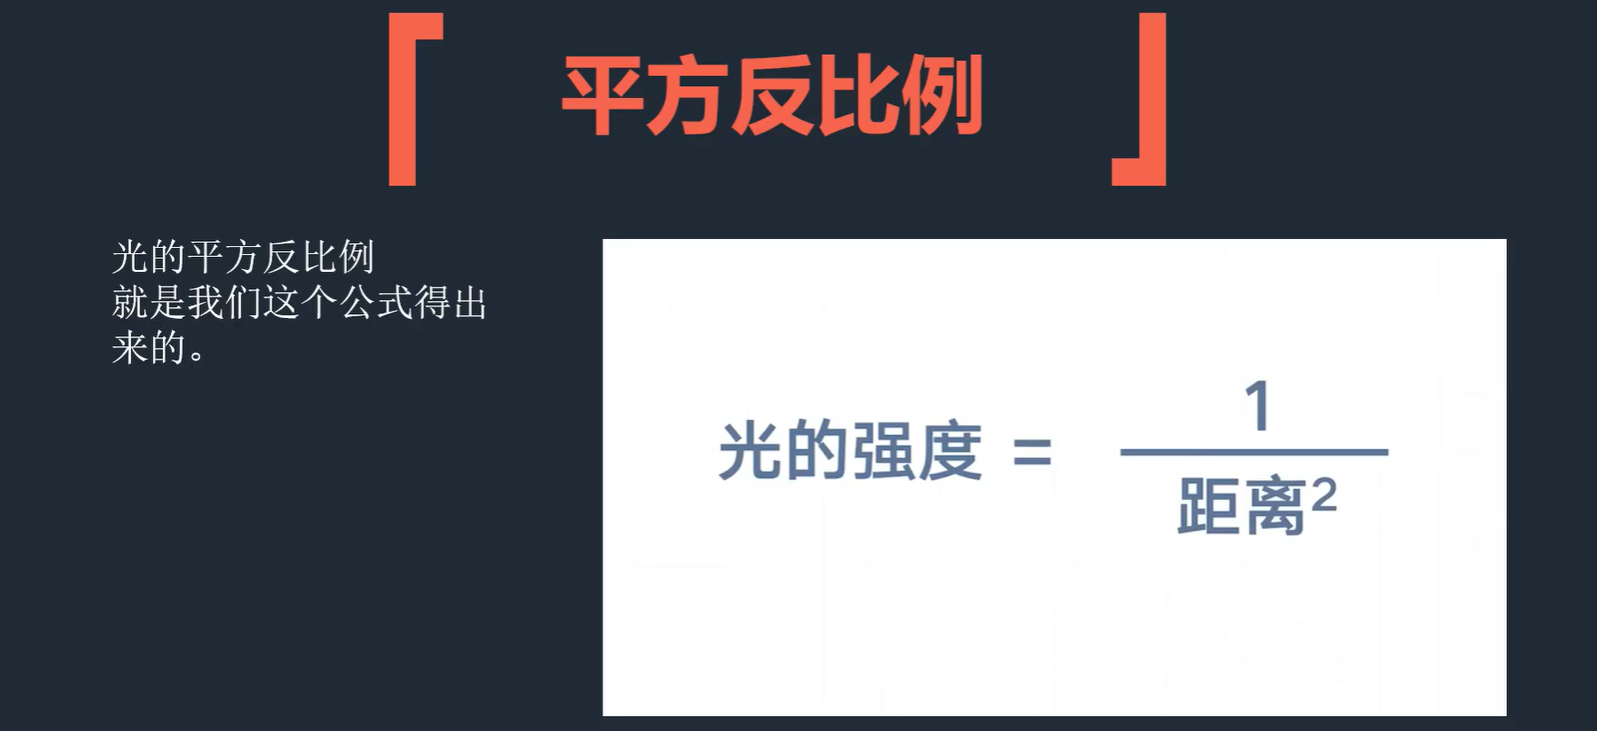 平方反比例
光的平方反比例
就是我们这个公式得出
来的。
光的强度 = 1
距离²